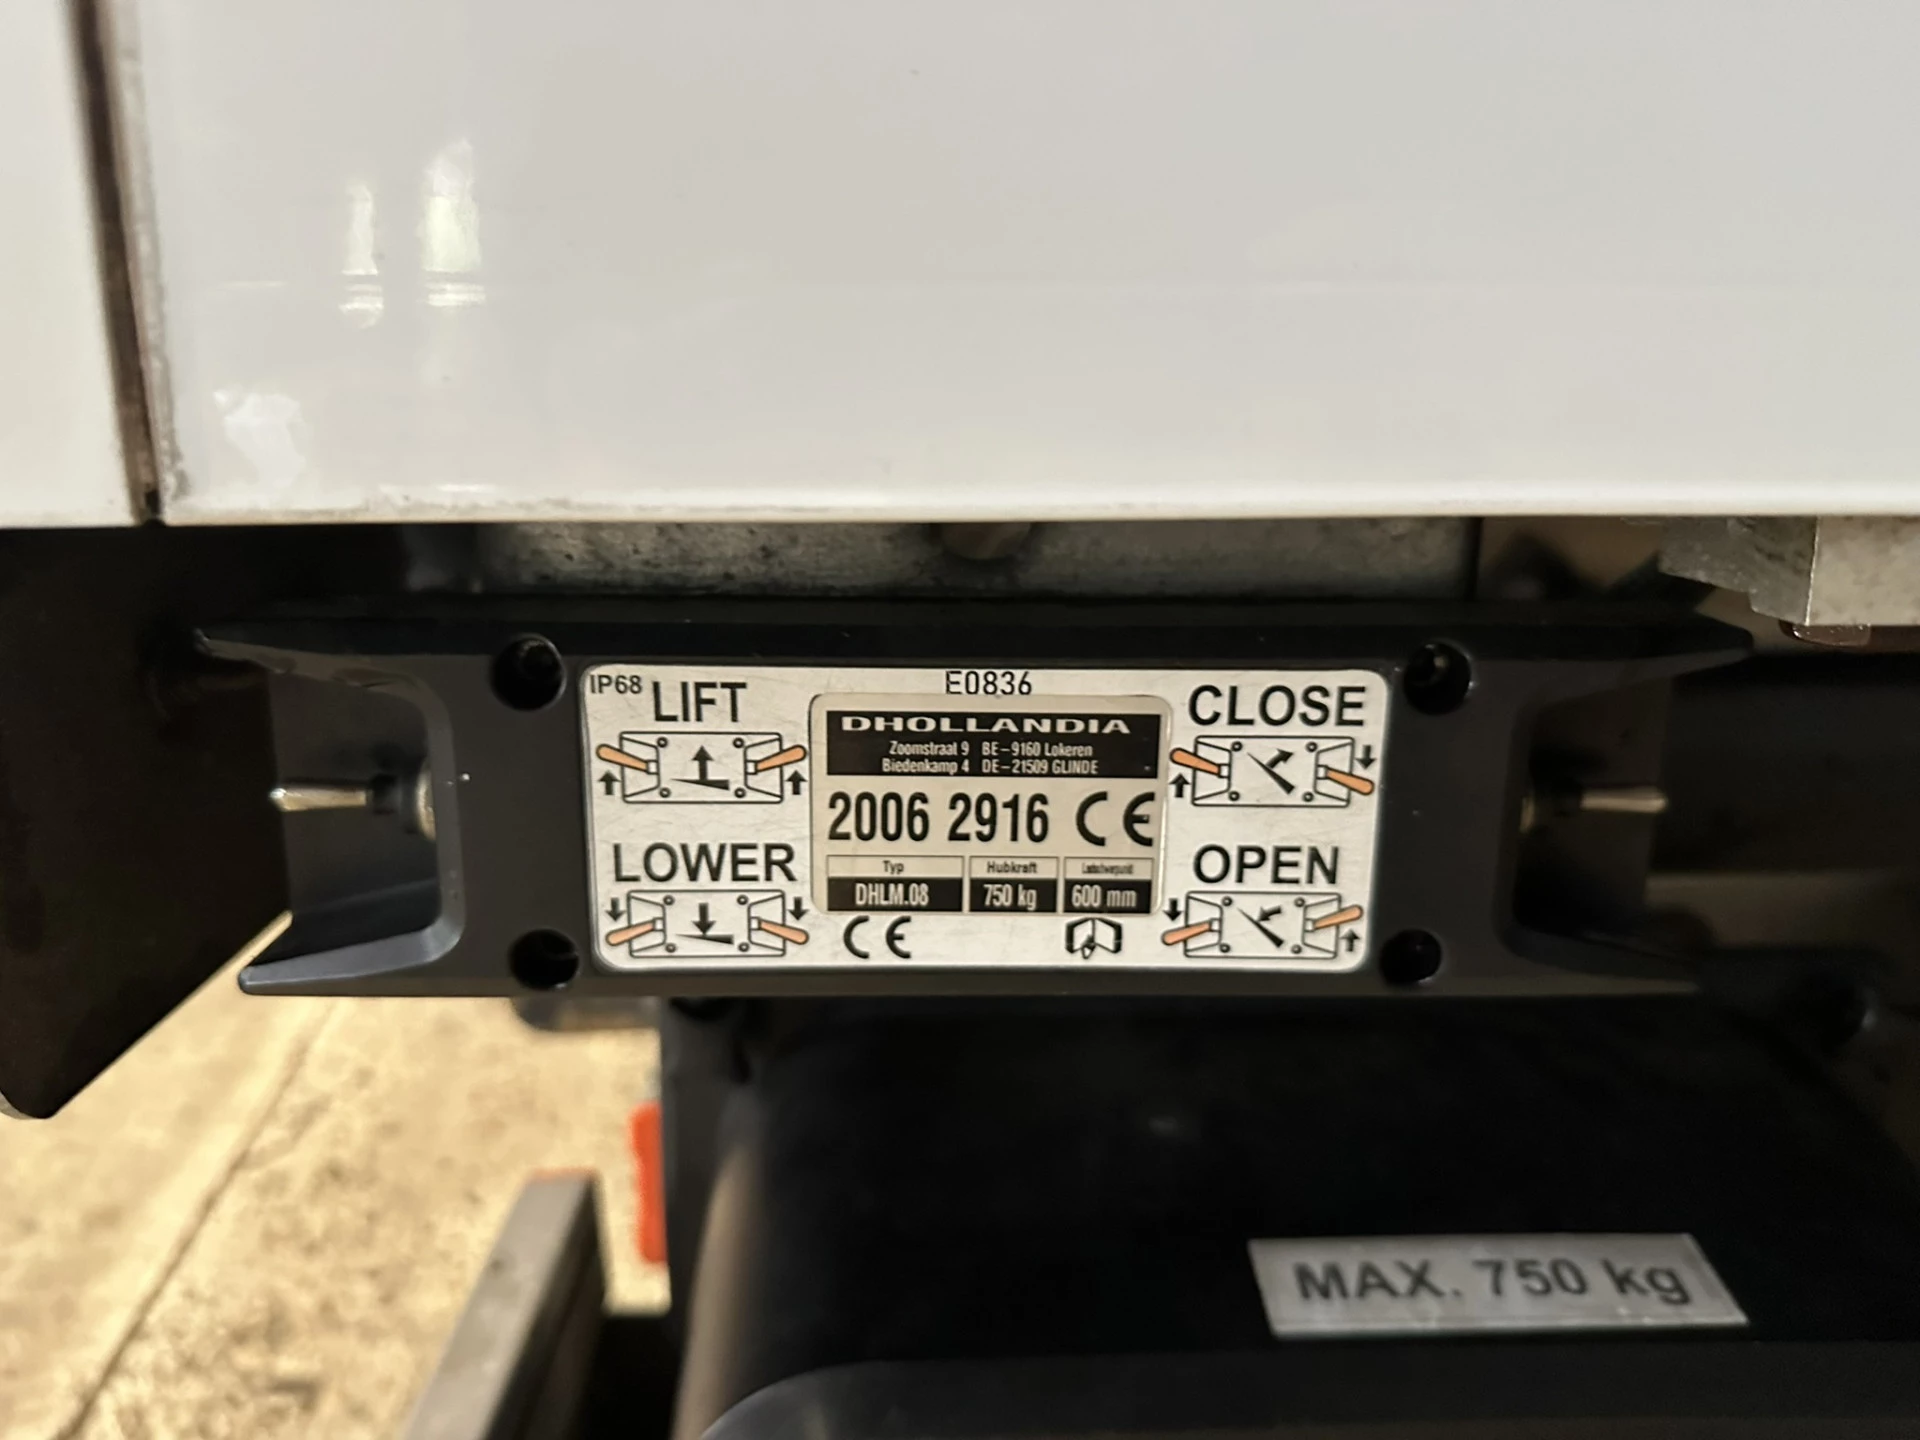 IP68 LIFT
E0836
CLOSE
DHOLLANDIA
Zoomstraat 9 BE-9160 Lokeren
Biedenkamp 4 DE-21509 GLINDE
2006 2916 CE
LOWER
OPEN
Typ Hubkraft Lastschwerpunkt
DHLM.08 750 kg 600 mm
CE
MAX. 750 kg